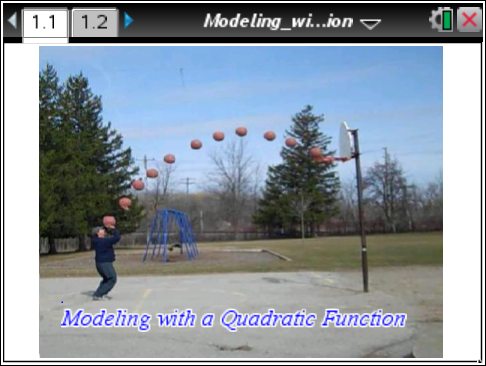 1.1 1.2 Modeling_wi...ion
Modeling with a Quadratic Function